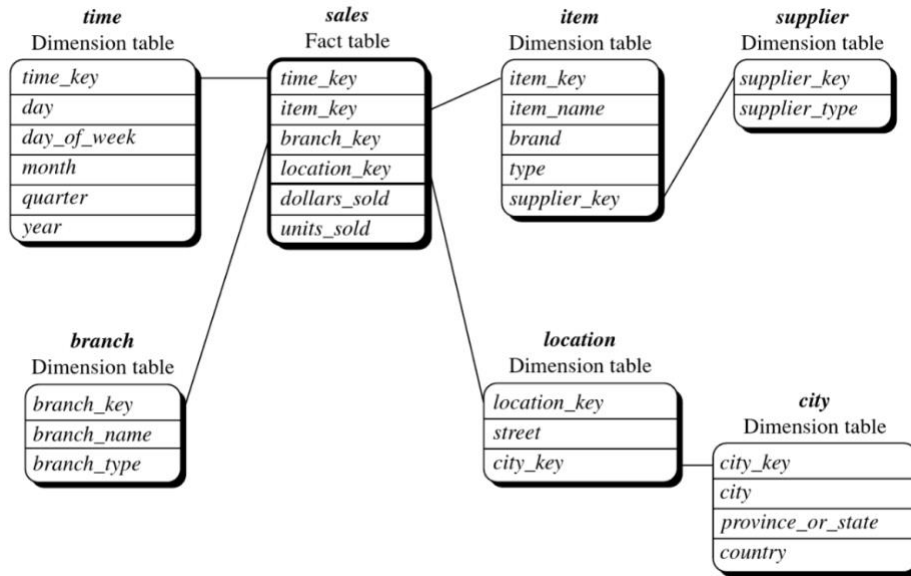 time
Dimension table
time_key
day
day_of_week
month
quarter
year
sales
Fact table
time_key
item_key
branch_key
location_key
dollars_sold
units_sold
item
Dimension table
item_key
item_name
brand
type
supplier_key
supplier
Dimension table
supplier_key
supplier_type
branch
Dimension table
branch_key
branch_name
branch_type
location
Dimension table
location_key
street
city_key
city
Dimension table
city_key
city
province_or_state
country